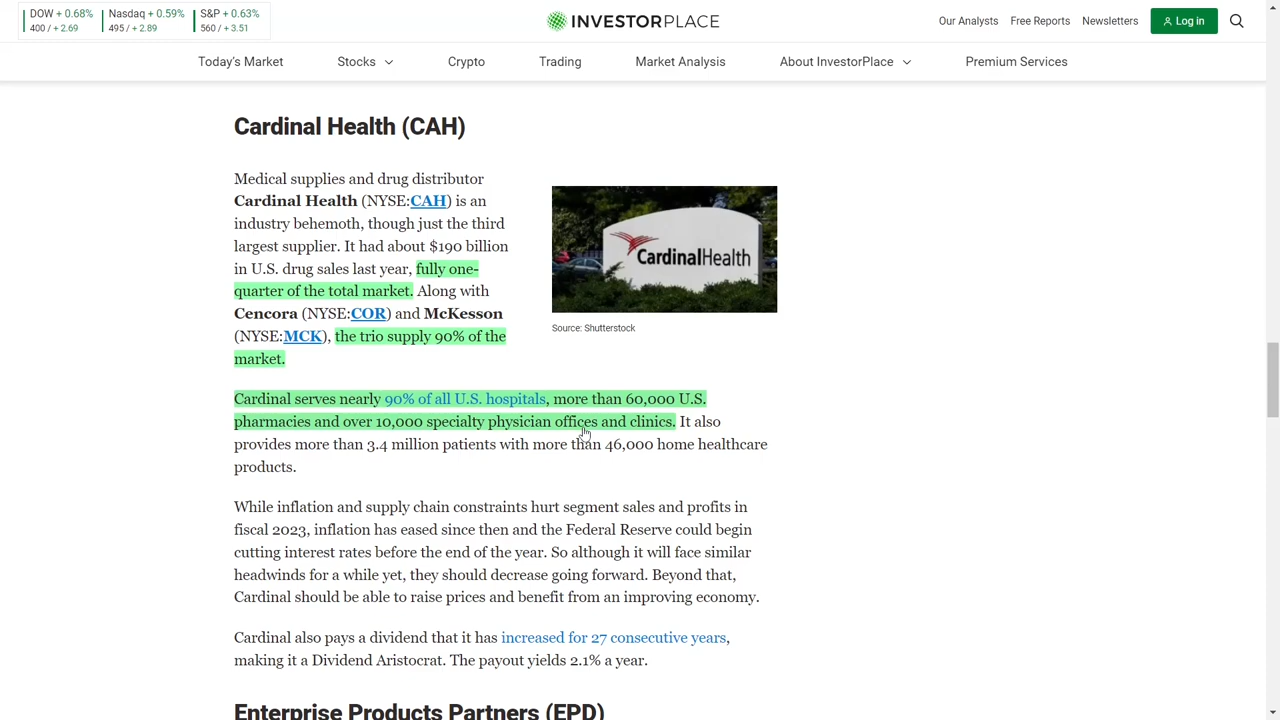 DOW + 0.68% Nasdaq + 0.59% S&P + 0.63%
400 / + 2.69 495 / + 2.89 560 / + 3.51
INVESTORPLACE
Our Analysts Free Reports Newsletters Log in
Today's Market Stocks Crypto Trading Market Analysis About InvestorPlace Premium Services
Cardinal Health (CAH)
Medical supplies and drug distributor
Cardinal Health (NYSE:CAH) is an
industry behemoth, though just the third
largest supplier. It had about $190 billion
in U.S. drug sales last year, fully one-
quarter of the total market. Along with
Cencora (NYSE:COR) and McKesson
(NYSE:MCK), the trio supply 90% of the
market.
CardinalHealth
Source: Shutterstock
Cardinal serves nearly 90% of all U.S. hospitals, more than 60,000 U.S.
pharmacies and over 10,000 specialty physician offices and clinics. It also
provides more than 3.4 million patients with more than 46,000 home healthcare
products.
While inflation and supply chain constraints hurt segment sales and profits in
fiscal 2023, inflation has eased since then and the Federal Reserve could begin
cutting interest rates before the end of the year. So although it will face similar
headwinds for a while yet, they should decrease going forward. Beyond that,
Cardinal should be able to raise prices and benefit from an improving economy.
Cardinal also pays a dividend that it has increased for 27 consecutive years,
making it a Dividend Aristocrat. The payout yields 2.1% a year.
Enterprise Products Partners (EPD)